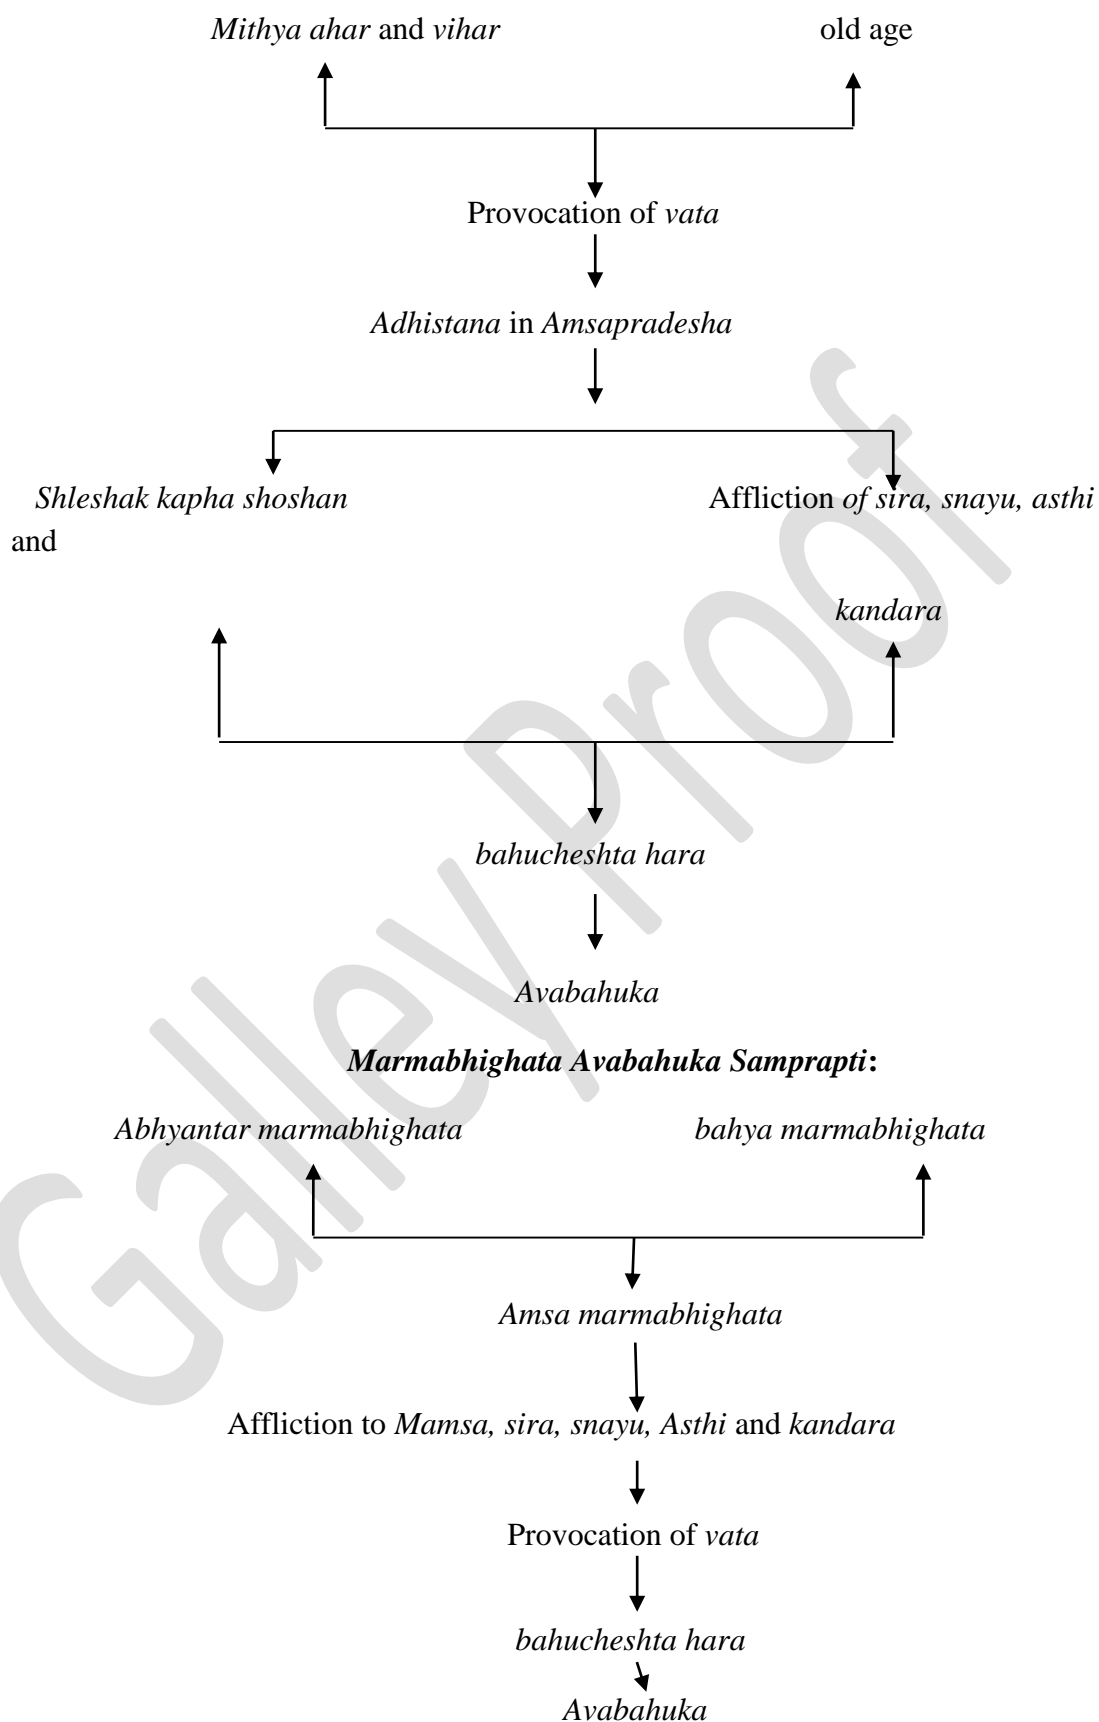 Mithya ahar and vihar old age
Provocation of vata
Adhistana in Amsapradesha
Shleshak kapha shoshan Affliction of sira, snayu, asthi
and
kandara
bahucheshta hara
Avabahuka
Marmabhighata Avabahuka Samprapti:
Abhyantar marmabhighata bahya marmabhighata
Amsa marmabhighata
Affliction to Mamsa, sira, snayu, Asthi and kandara
Provocation of vata
bahucheshta hara
Avabahuka
Galley Proof